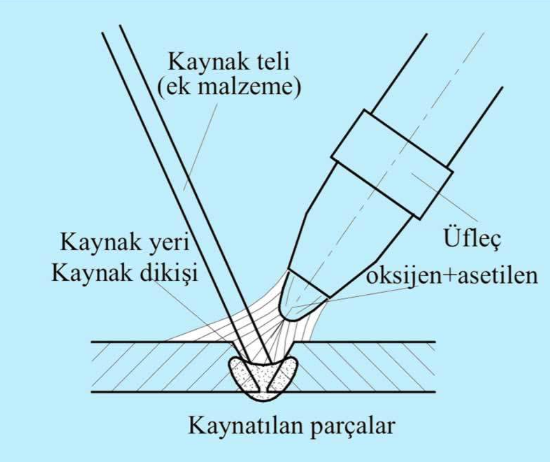 Kaynak teli
(ek malzeme)
Kaynak yeri
Kaynak dikişi
Üfleç
oksijen+asetilen
Kaynatılan parçalar